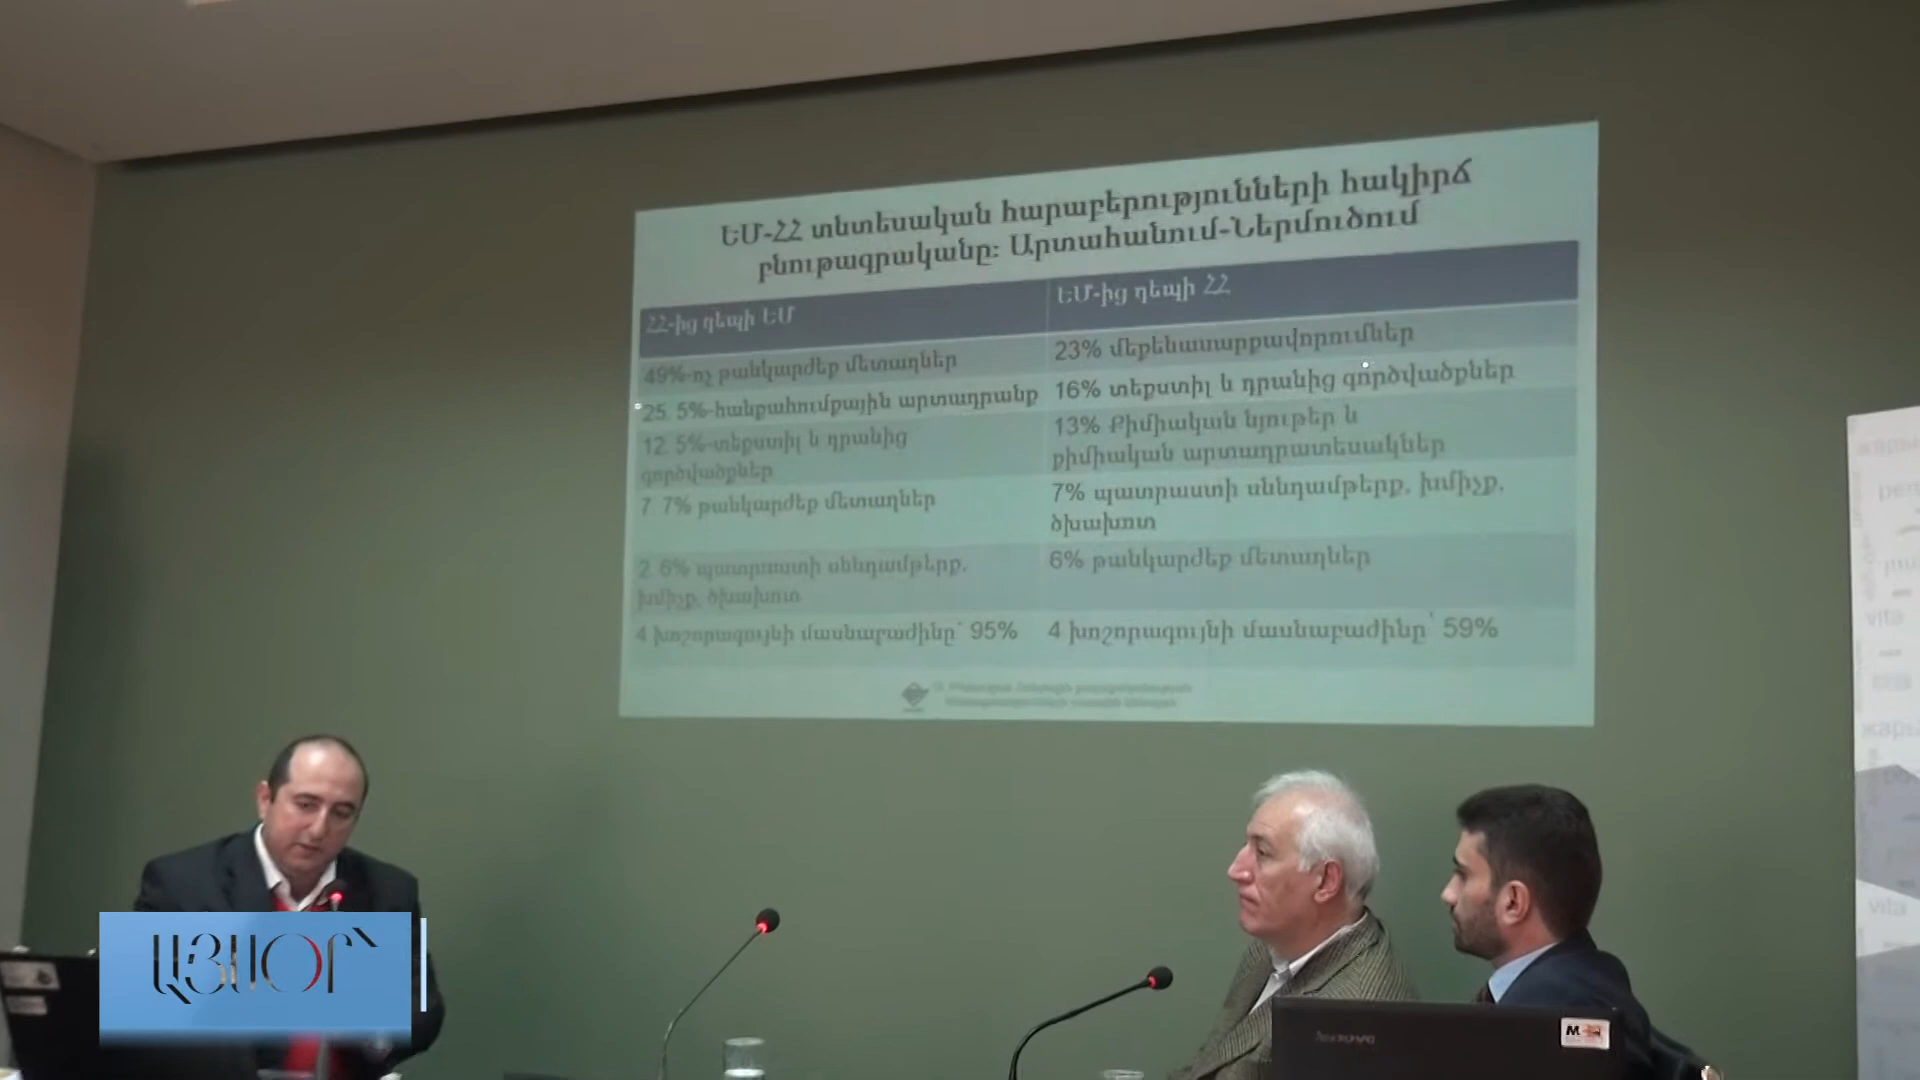 ԵՄ-ՀՀ տնտեսական հարաբերությունների հակիրճ
բնութագրականը: Արտահանում-Ներմուծում
ՀՀ-ից դեպի ԵՄ
49%-ոչ թանկարժեք մետաղներ
25. 5%-հանքահումքային արտադրանք
12. 5%-տեքստիլ և դրանից
գործվածքներ
7. 7% թանկարժեք մետաղներ
2. 6% պատրաստի սննդամթերք,
խմիչք, ծխախոտ
4 խոշորագույնի մասնաբաժինը՝ 95%
ԵՄ-ից դեպի ՀՀ
23% մեքենասարքավորումներ
16% տեքստիլ և դրանից գործվածքներ
13% Քիմիական նյութեր և
քիմիական արտադրատեսակներ
7% պատրաստի սննդամթերք, խմիչք,
ծխախոտ
6% թանկարժեք մետաղներ
4 խոշորագույնի մասնաբաժինը՝ 59%
ԱՅՍՕՐ՝
lenovo
vita
vita